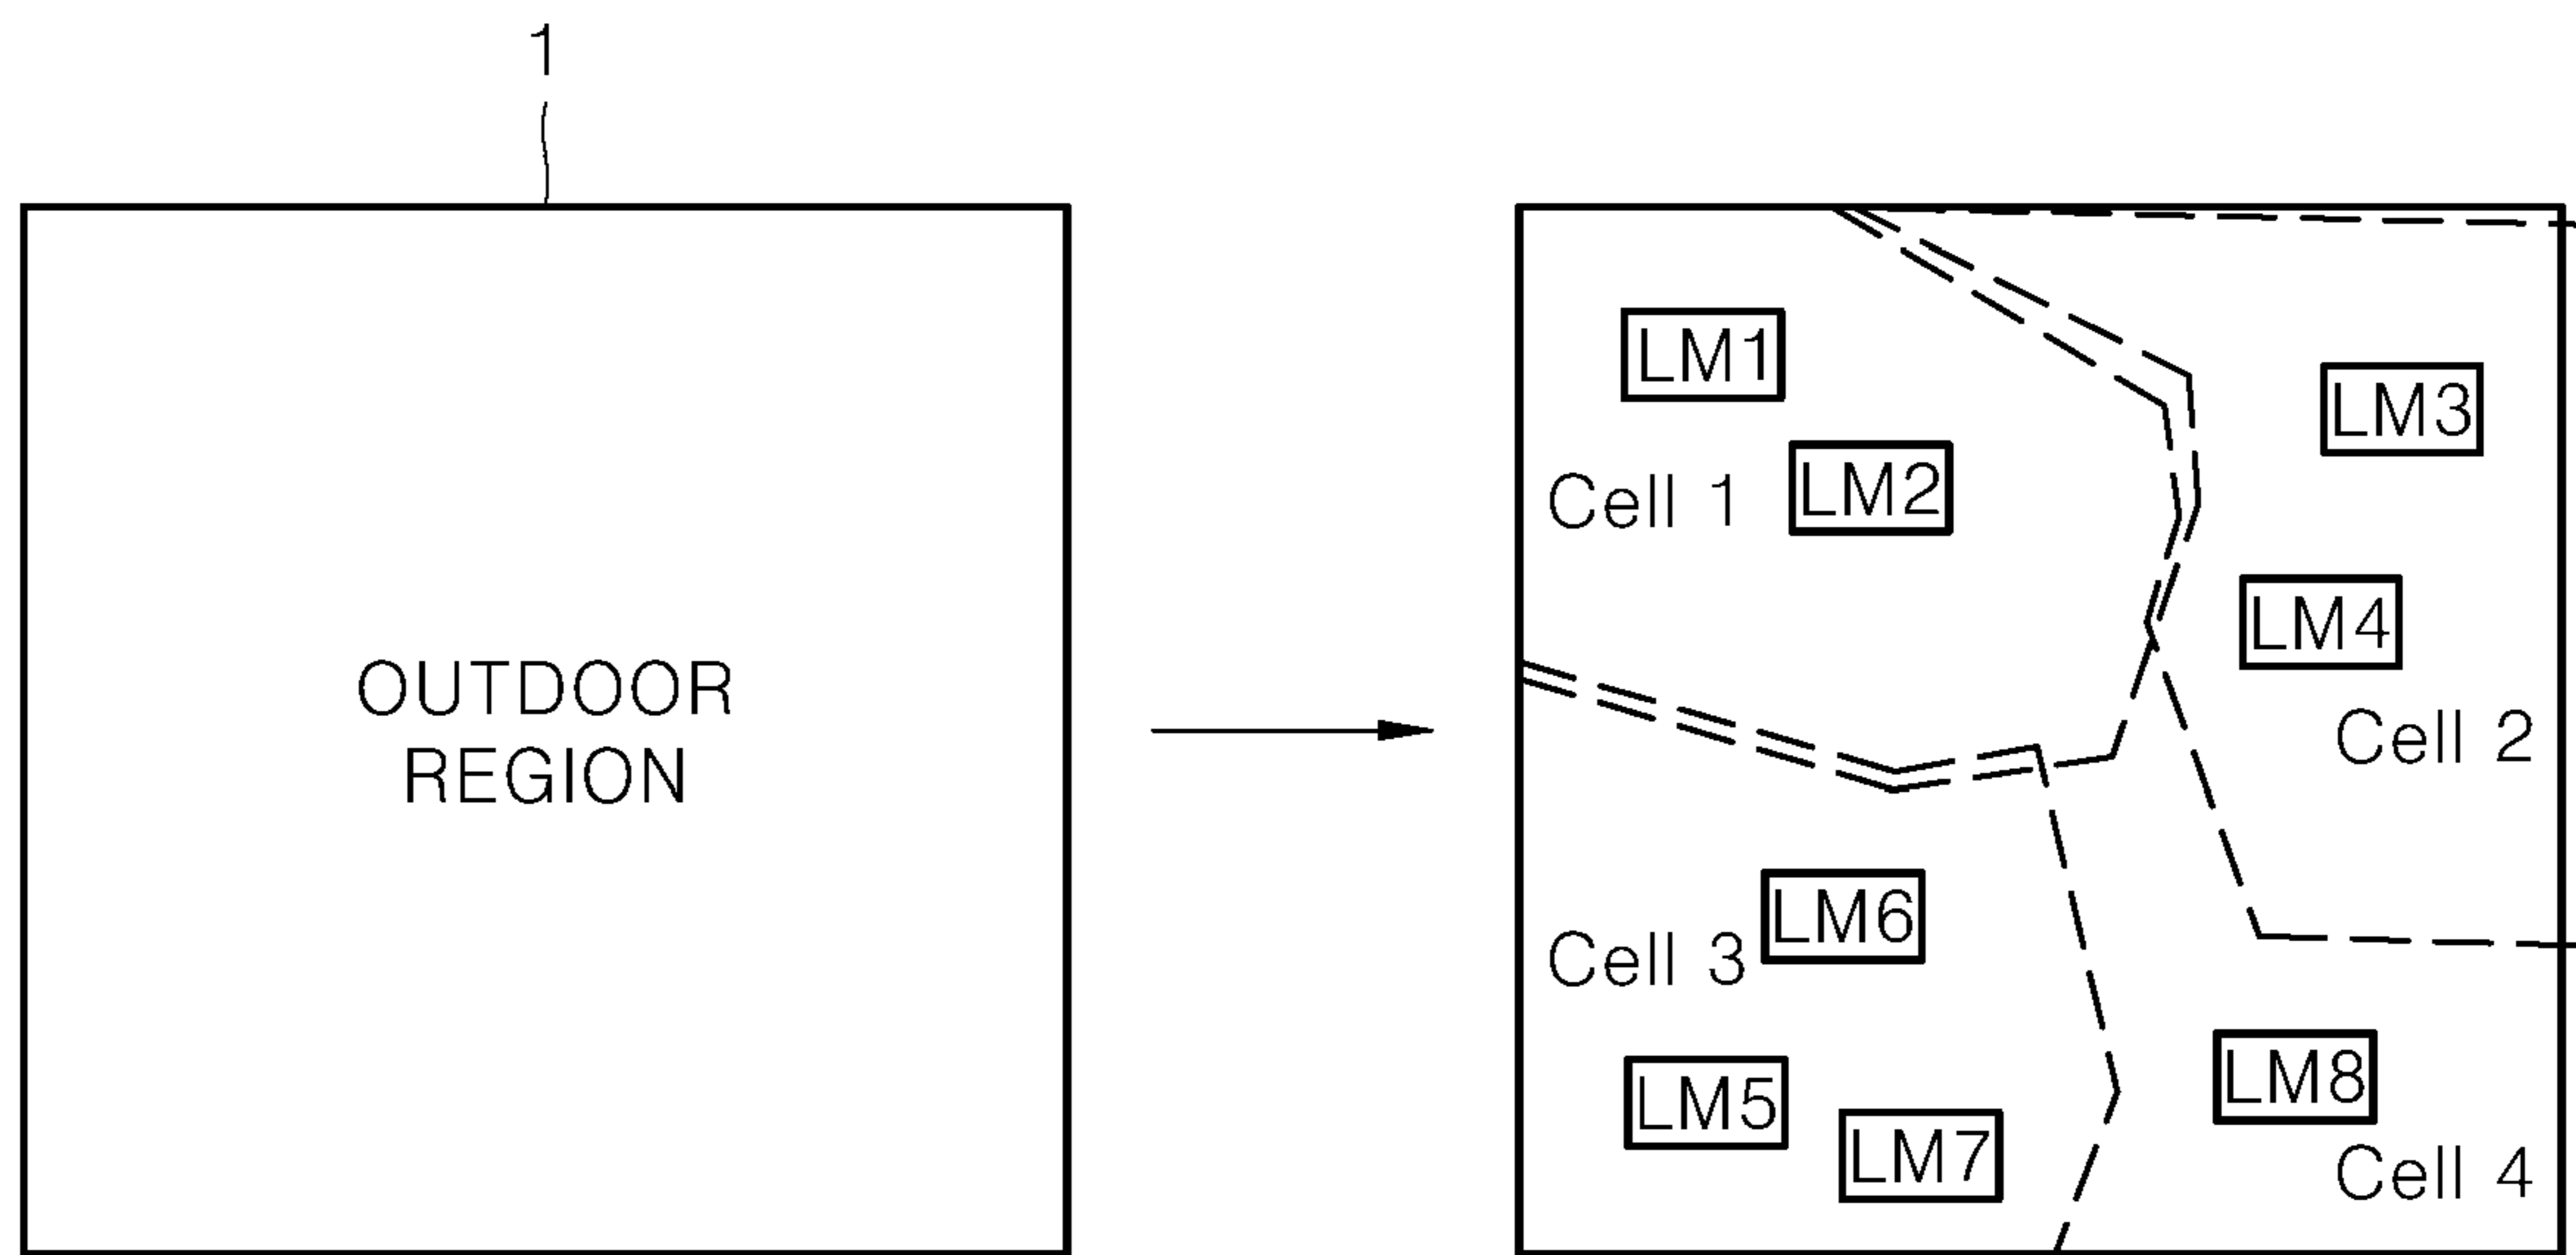 1
OUTDOOR
REGION
LM1
LM3
Cell 1
LM2
LM4
Cell 2
Cell 3
LM6
LM5
LM7
LM8
Cell 4